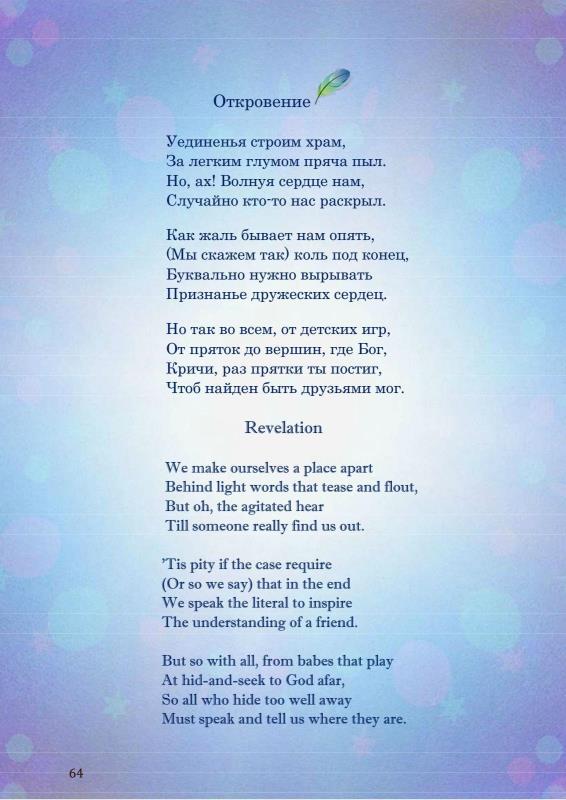 Откровение
Уединенья строим храм,
За легким глумом пряча пыл.
Но, ах! Волнуя сердце нам,
Случайно кто-то нас раскрыл.
Как жаль бывает нам опять,
(Мы скажем так) коль под конец,
Буквально нужно вырывать
Признанье дружеских сердец.
Но так во всем, от детских игр,
От пряток до вершин, где Бог,
Кричи, раз прятки ты постиг,
Чтоб найден быть друзьями мог.
Revelation
We make ourselves a place apart
Behind light words that tease and flout,
But oh, the agitated hear
Till someone really find us out.
’Tis pity if the case require
(Or so we say) that in the end
We speak the literal to inspire
The understanding of a friend.
But so with all, from babes that play
At hid-and-seek to God afar,
So all who hide too well away
Must speak and tell us where they are.
64